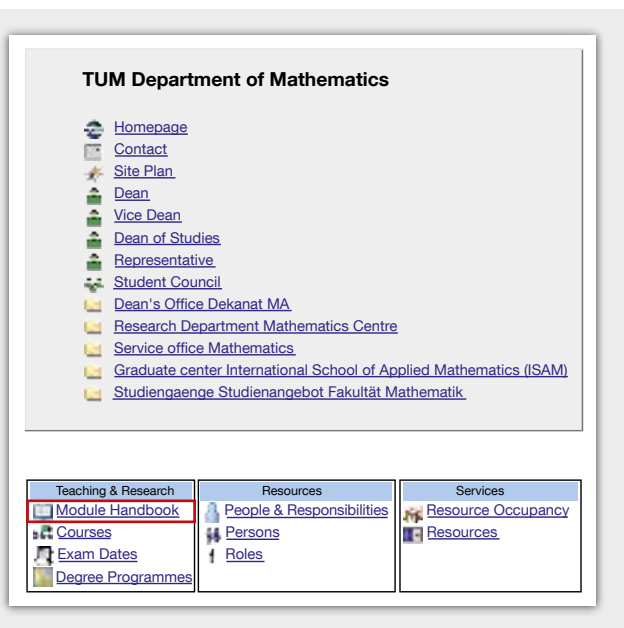 TUM Department of Mathematics
Homepage
Contact
Site Plan
Dean
Vice Dean
Dean of Studies
Representative
Student Council
Dean's Office Dekanat MA
Research Department Mathematics Centre
Service office Mathematics
Graduate center International School of Applied Mathematics (ISAM)
Studiengaenge Studienangebot Fakultät Mathematik
Teaching & Research
Module Handbook
Courses
Exam Dates
Degree Programmes
Resources
People & Responsibilities
Persons
Roles
Services
Resource Occupancy
Resources